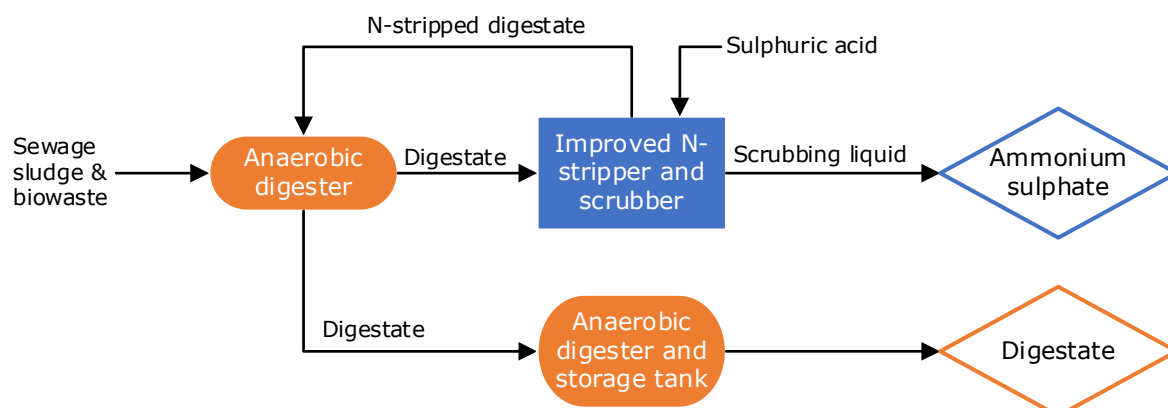 N-stripped digestate
Sulphuric acid
Sewage
sludge &
biowaste
Anaerobic
digester
Digestate
Improved N-
stripper and
scrubber
Scrubbing liquid
Ammonium
sulphate
Digestate
Anaerobic
digester and
storage tank
Digestate